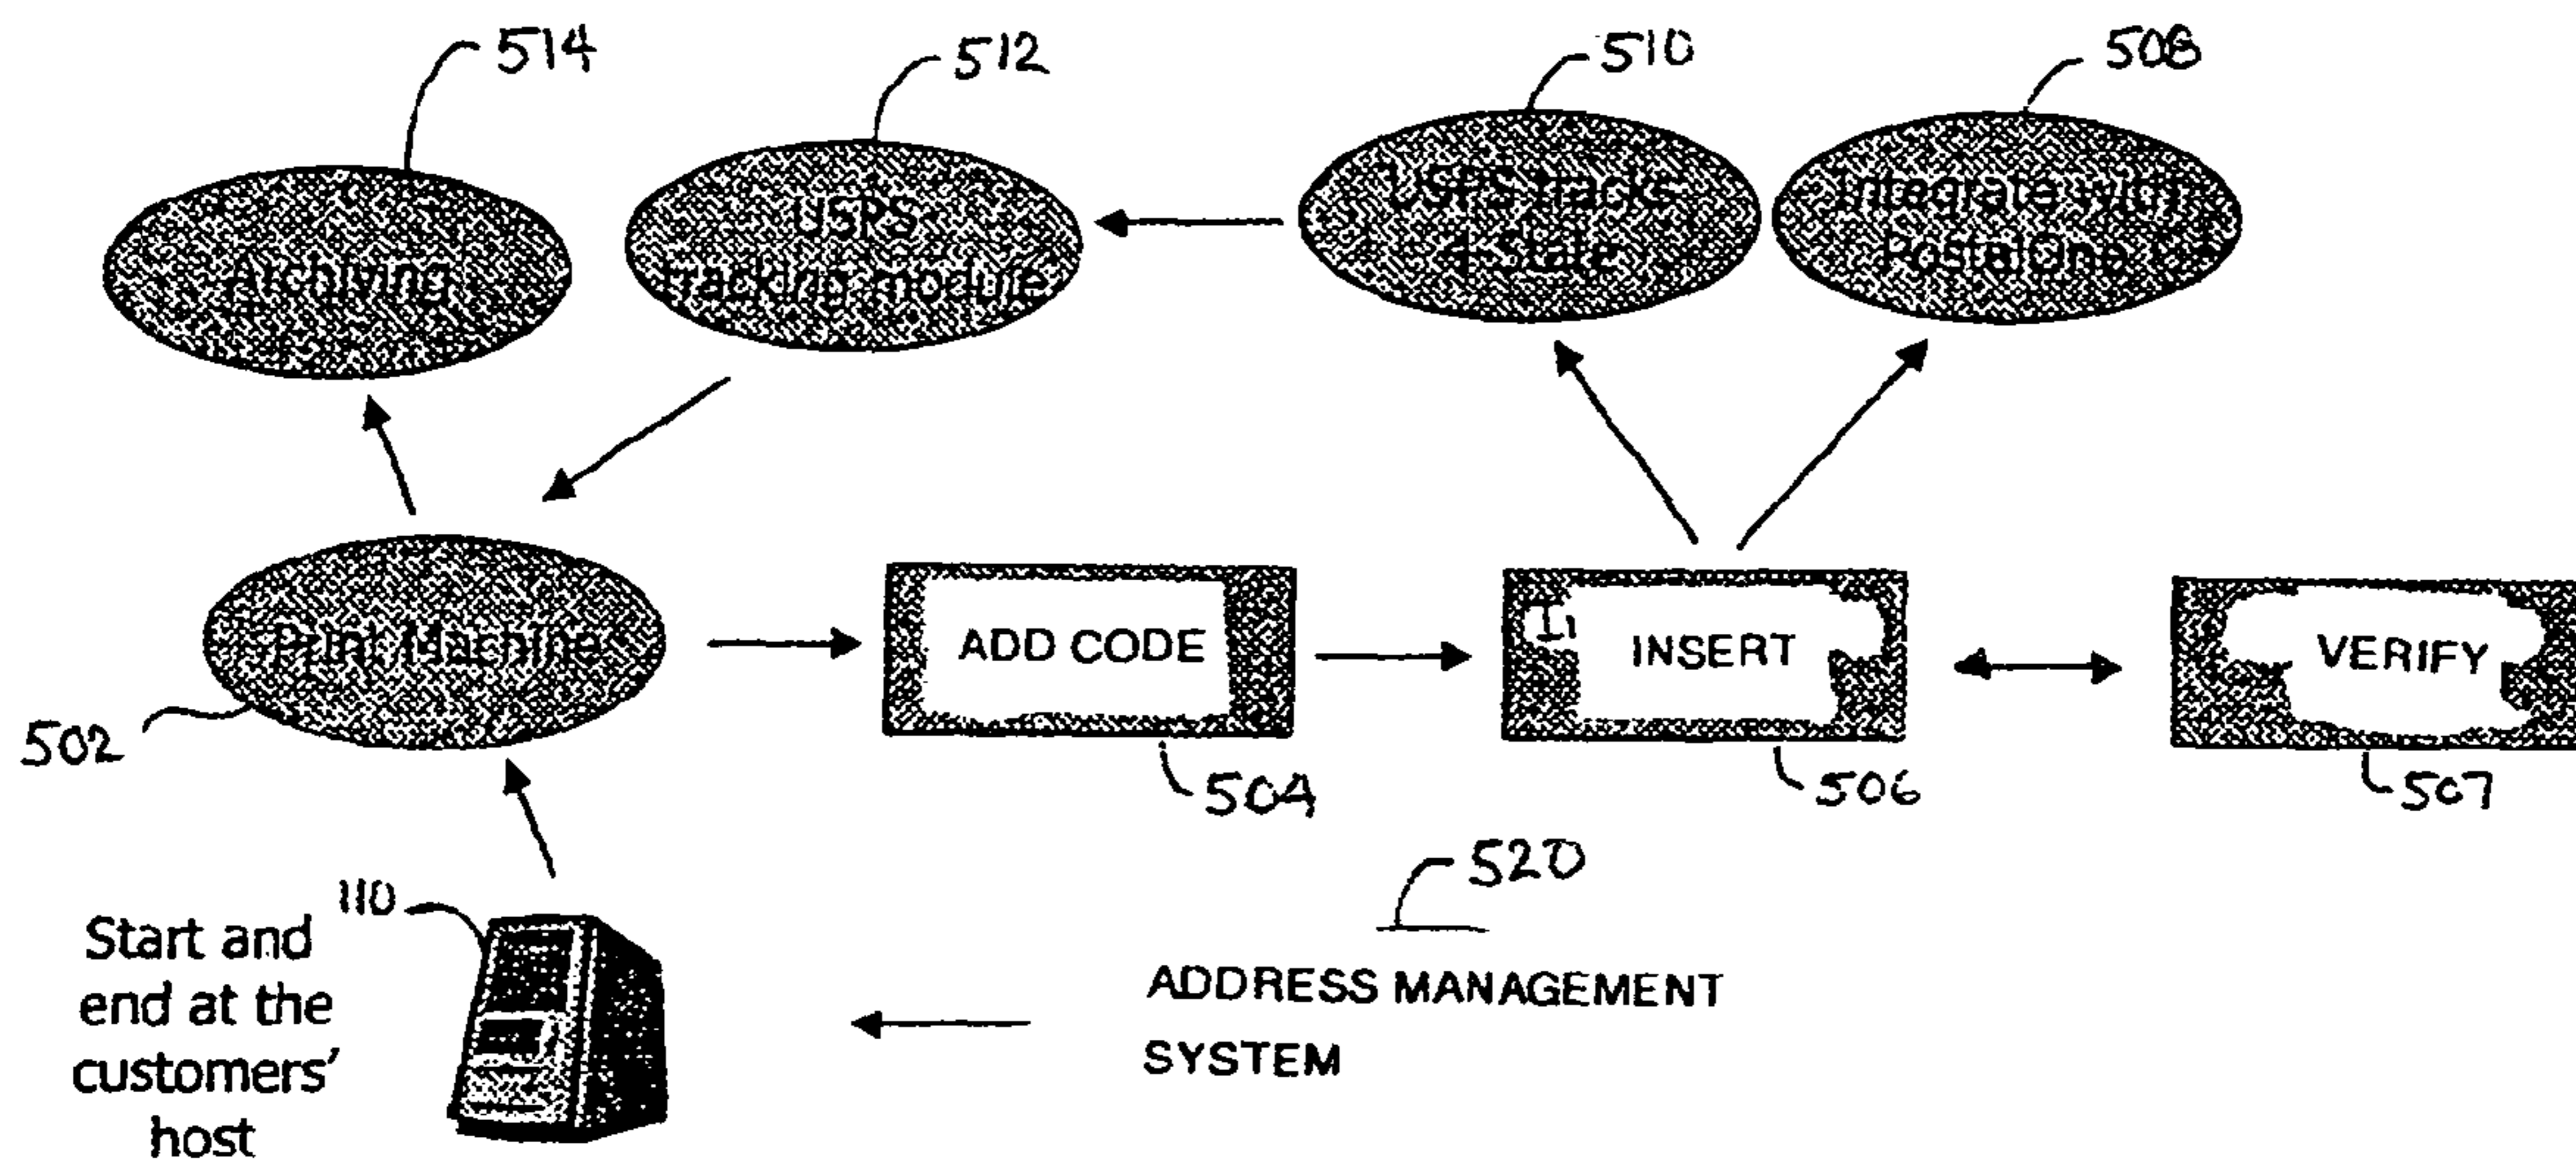 514
512
510
508
Archiving
USPS
tracking module
USPS tracks
4 State
Integrate with
PostalOne !
Print Machine
ADD CODE
INSERT
VERIFY
502
504
506
507
520
110
Start and
end at the
customers’
host
ADDRESS MANAGEMENT
SYSTEM